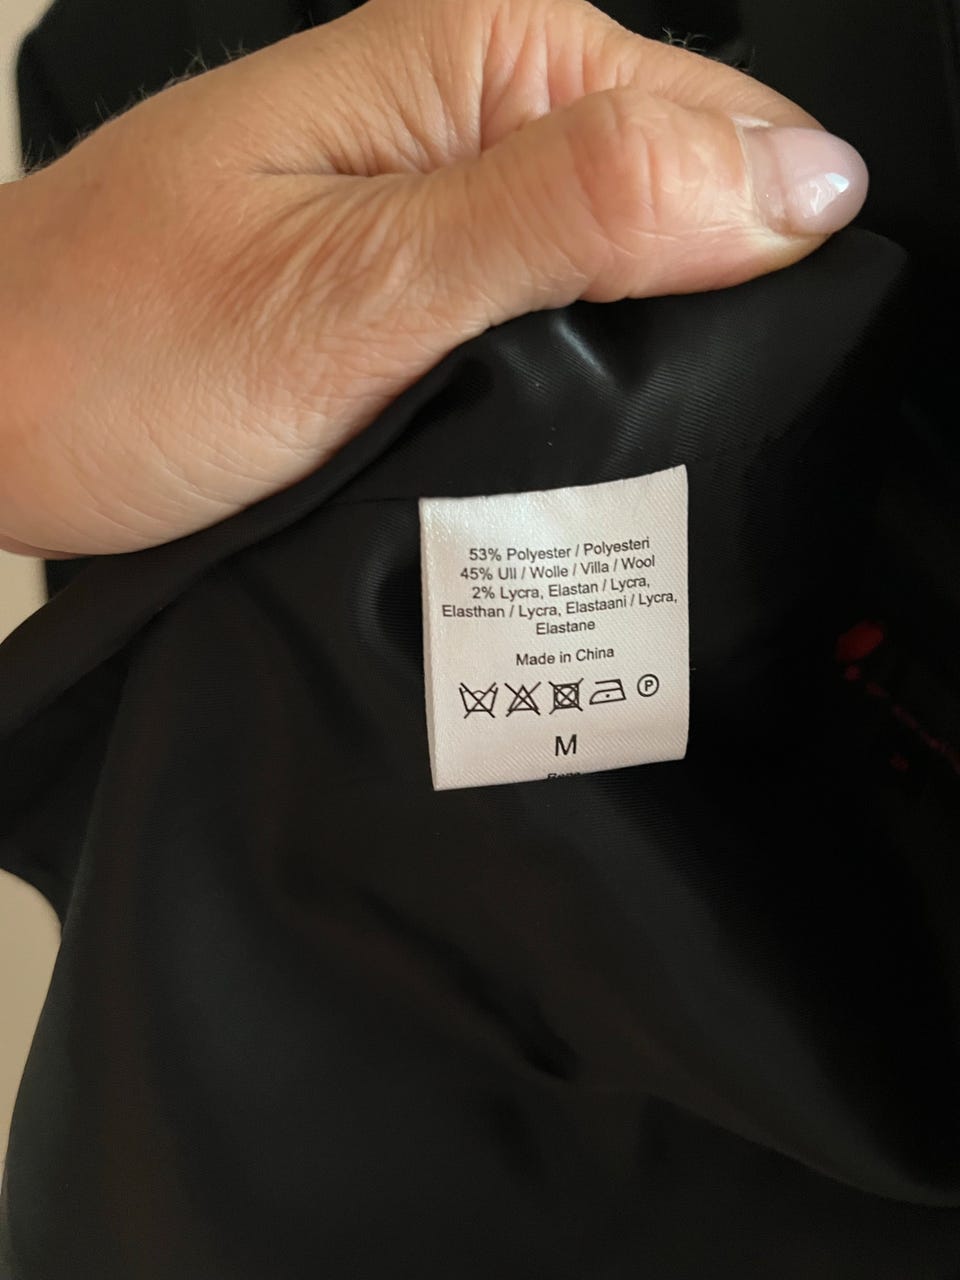 53% Polyester / Polyesteri
45% Ull / Wolle / Villa / Wool
2% Lycra, Elastan / Lycra,
Elasthan / Lycra, Elastaani / Lycra,
Elastane
Made in China
P
M